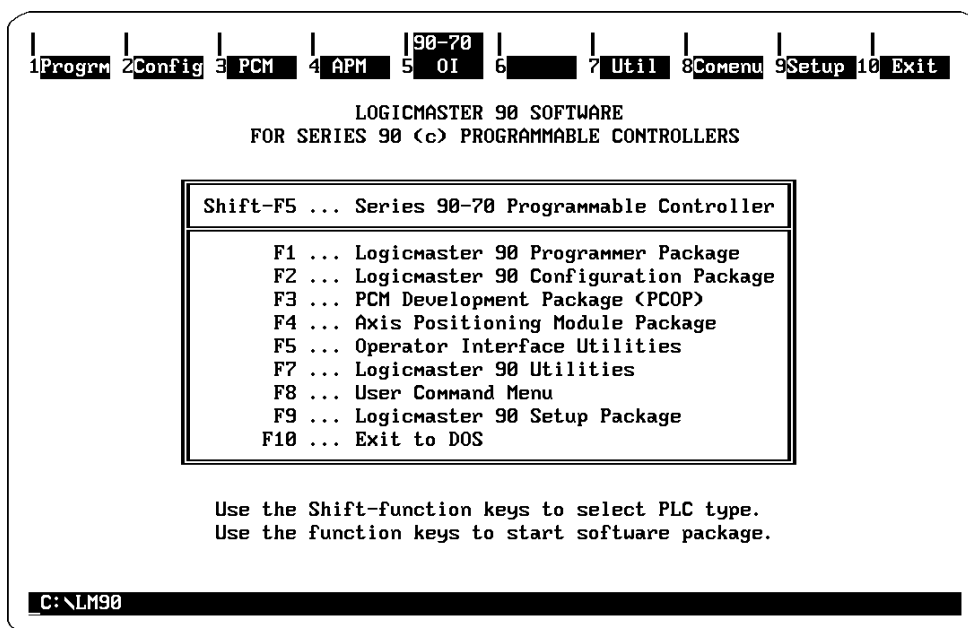 90-70
1Progrm 2Config 3 PCM 4 APM 5 OI 6 7 Util 8Comenu 9Setup 10 Exit
LOGICMASTER 90 SOFTWARE
FOR SERIES 90 (c) PROGRAMMABLE CONTROLLERS
Shift-F5 ... Series 90-70 Programmable Controller
F1 ... Logicmaster 90 Programmer Package
F2 ... Logicmaster 90 Configuration Package
F3 ... PCM Development Package (PCOP)
F4 ... Axis Positioning Module Package
F5 ... Operator Interface Utilities
F7 ... Logicmaster 90 Utilities
F8 ... User Command Menu
F9 ... Logicmaster 90 Setup Package
F10 ... Exit to DOS
Use the Shift-function keys to select PLC type.
Use the function keys to start software package.
C:\LM90